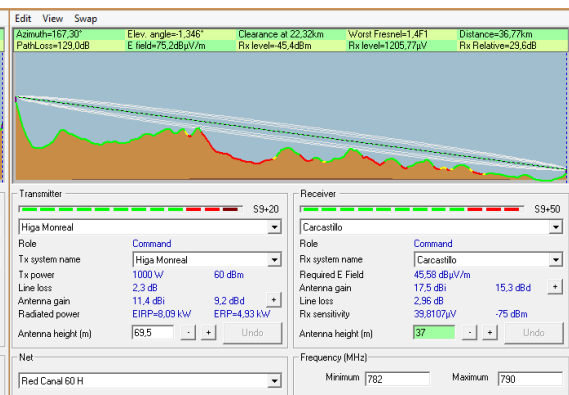 Edit View Swap
Azimuth=167,30° Elev. angle=-1,346° Clearance at 22,32km Worst Fresnel=1,4F1 Distance=36,77km
PathLoss=129,0dB E field=75,2dBµV/m Rx level=-45,4dBm Rx level=1205,77µV Rx Relative=29,6dB
Transmitter
S9+20
Higa Monreal
Role Command
Tx system name Higa Monreal
Tx power 1000 W 60 dBm
Line loss 2,3 dB
Antenna gain 11,4 dBi 9,2 dBd +
Radiated power EIRP=8,09 kW ERP=4,93 kW
Antenna height (m) 69,5 - + Undo
Net
Red Canal 60 H
Receiver
S9+50
Carcastillo
Role Command
Rx system name Carcastillo
Required E Field 45,58 dBµV/m
Antenna gain 17,5 dBi 15,3 dBd +
Line loss 2,96 dB
Rx sensitivity 39,8107µV -75 dBm
Antenna height (m) 37 - + Undo
Frequency (MHz)
Minimum 782 Maximum 790